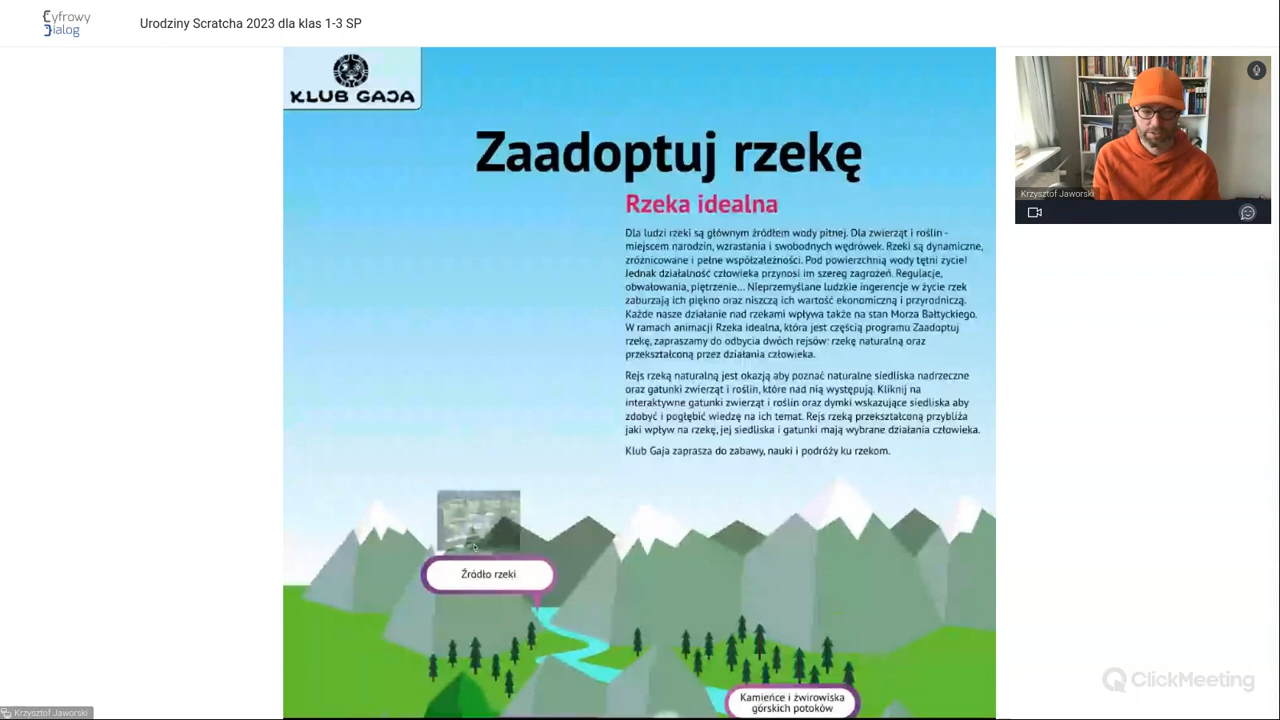 Cyfrowy
Dialog
Urodziny Scratcha 2023 dla klas 1-3 SP
KLUB GAJA
Zaadoptuj rzekę
Rzeka idealna
Dla ludzi rzeki są głównym źródłem wody pitnej. Dla zwierząt i roślin -
miejscem narodzin, wzrastania i swobodnych wędrówek. Rzeki są dynamiczne,
zróżnicowane i pełne współzależności. Pod powierzchnią wody tętni życie!
Jednak działalność człowieka przynosi im szereg zagrożeń. Regulacje,
obwałowania, piętrzenie... Nieprzemyślane ludzkie ingerencje w życie rzek
zaburzają ich piękno oraz niszczą ich wartość ekonomiczną i przyrodniczą.
Każde nasze działanie nad rzekami wpływa także na stan Morza Bałtyckiego.
W ramach animacji Rzeka idealna, która jest częścią programu Zaadoptuj
rzekę, zapraszamy do odbycia dwóch rejsów: rzekę naturalną oraz
przekształconą przez działania człowieka.
Rejs rzeką naturalną jest okazją aby poznać naturalne siedliska nadrzeczne
oraz gatunki zwierząt i roślin, które nad nią występują. Kliknij na
interaktywne gatunki zwierząt i roślin oraz dymki wskazujące siedliska aby
zdobyć i pogłębić wiedzę na ich temat. Rejs rzeką przekształconą przybliża
jaki wpływ na rzekę, jej siedliska i gatunki mają wybrane działania człowieka.
Klub Gaja zaprasza do zabawy, nauki i podróży ku rzekom.
Źródło rzeki
Kamieńce i żwirowiska
górskich potoków
Krzysztof Jaworski
ClickMeeting
Krzysztof Jaworski